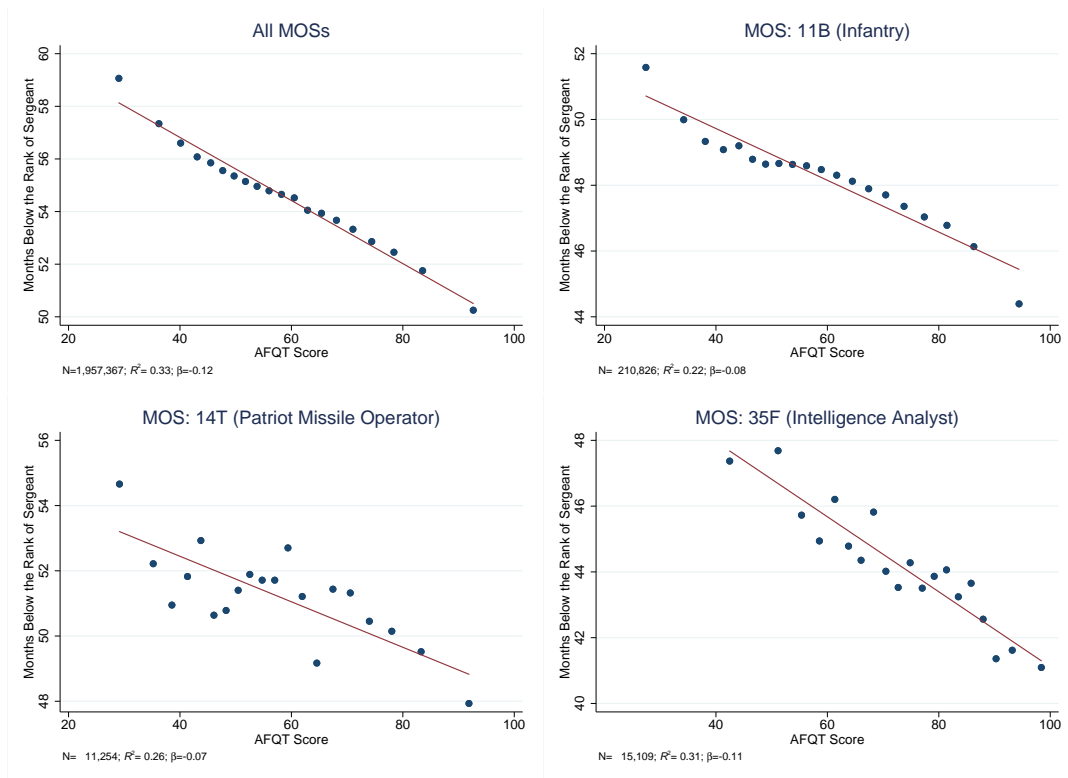 All MOSs
Months Below the Rank of Sergeant
60
58
56
54
52
50
20 40 60 80 100
AFQT Score
N=1,957,367; R²= 0.33; β=-0.12
MOS: 11B (Infantry)
Months Below the Rank of Sergeant
52
50
48
46
44
20 40 60 80 100
AFQT Score
N= 210,826; R²= 0.22; β=-0.08
MOS: 14T (Patriot Missile Operator)
Months Below the Rank of Sergeant
56
54
52
50
48
20 40 60 80 100
AFQT Score
N= 11,254; R²= 0.26; β=-0.07
MOS: 35F (Intelligence Analyst)
Months Below the Rank of Sergeant
48
46
44
42
40
40 60 80 100
AFQT Score
N= 15,109; R²= 0.31; β=-0.11